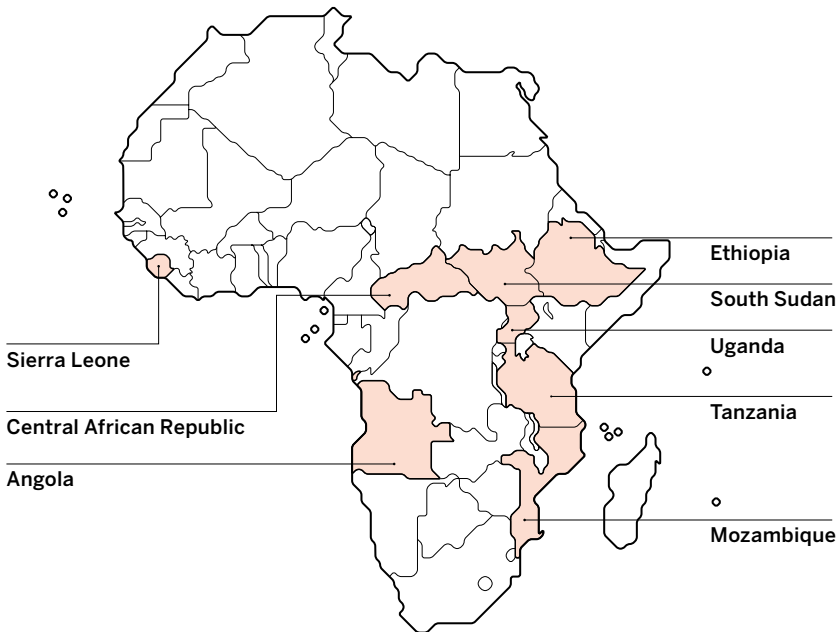 Ethiopia
South Sudan
Uganda
Sierra Leone
Tanzania
Central African Republic
Angola
Mozambique